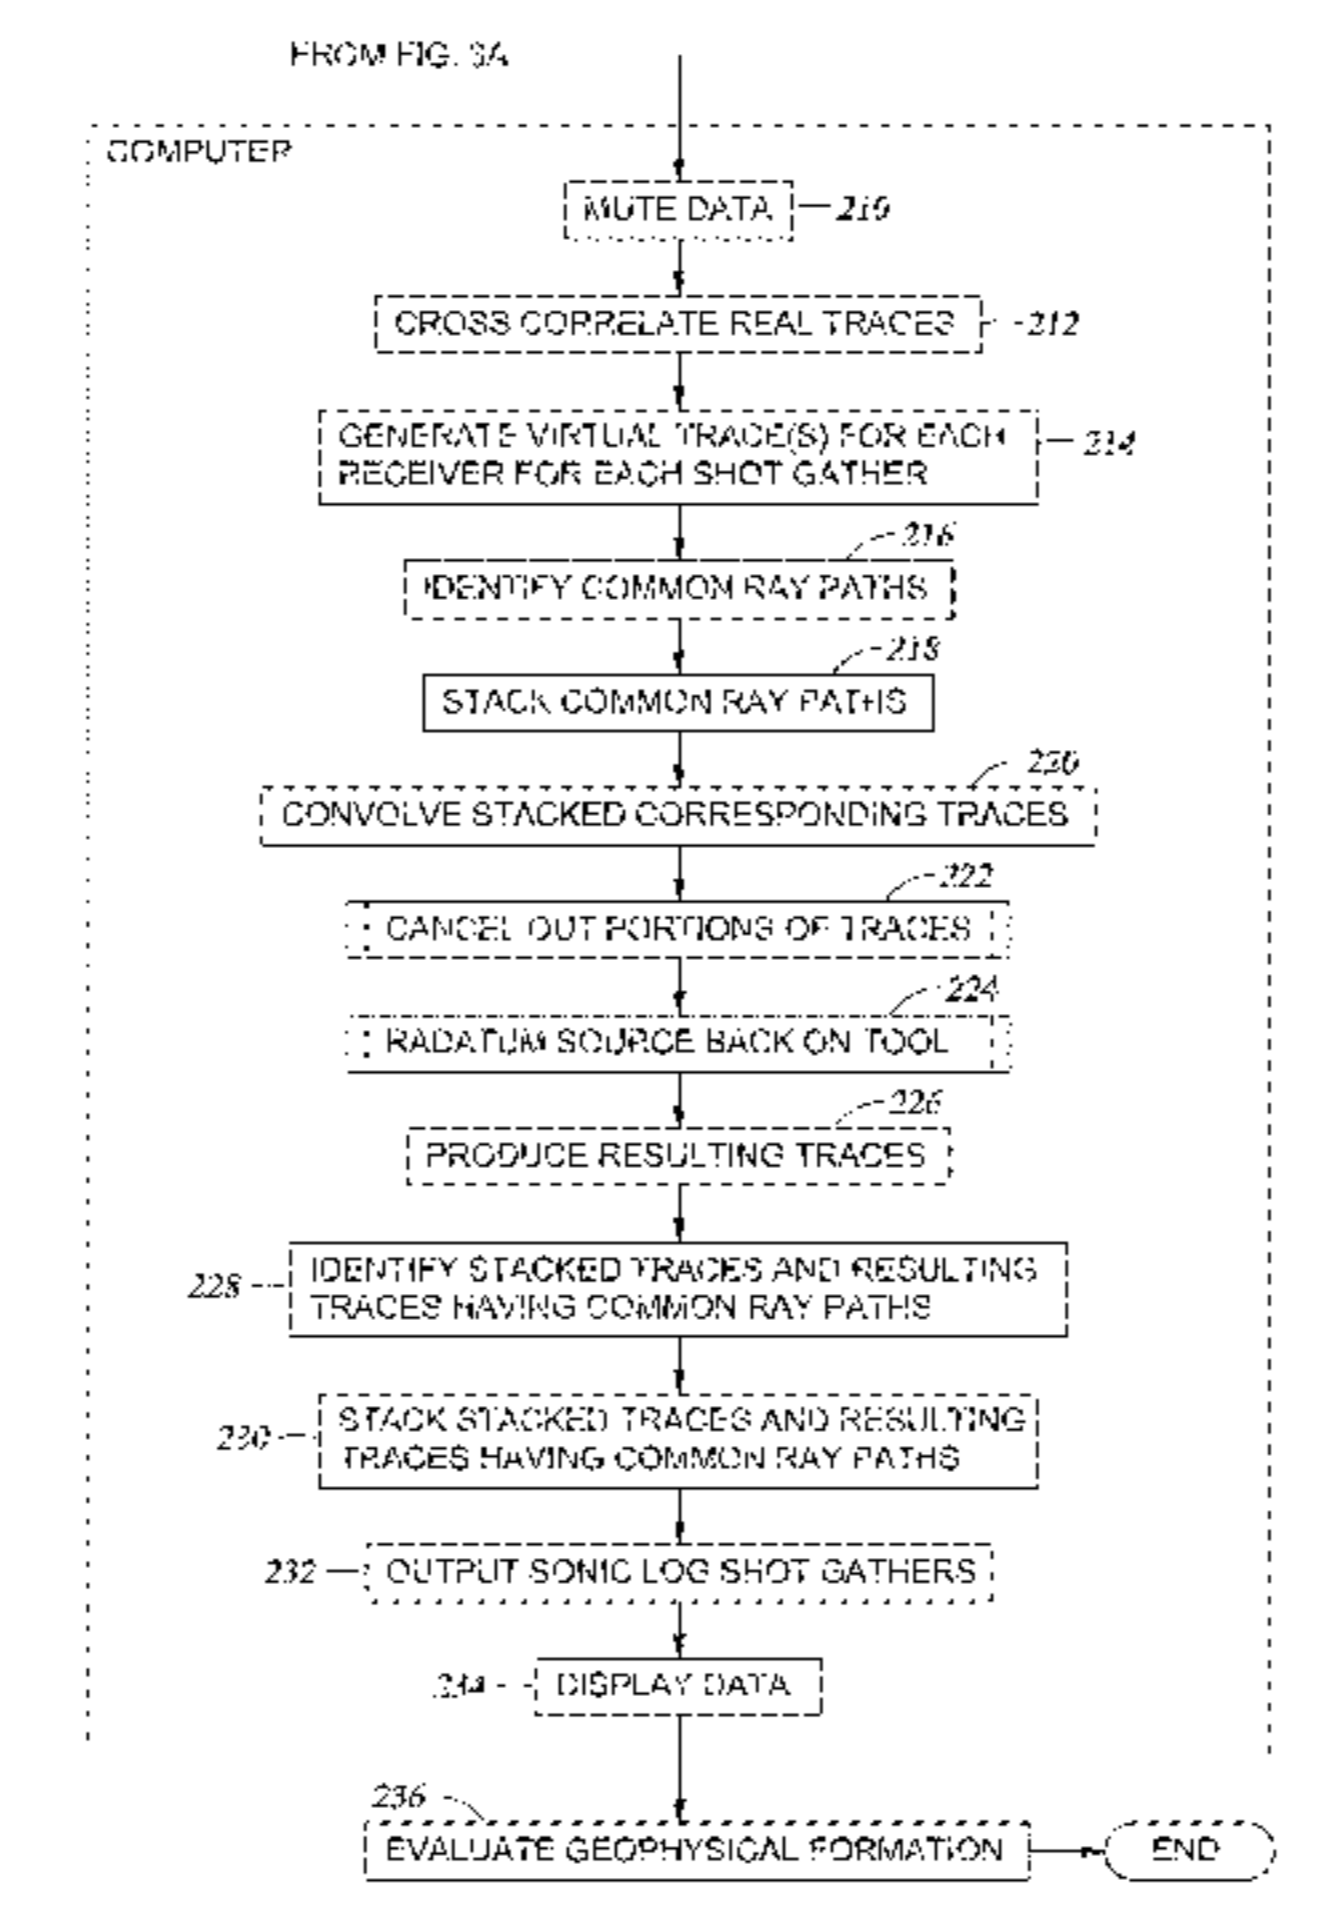 FROM FIG. 3A
COMPUTER
MUTE DATA
210
CROSS CORRELATE REAL TRACES
212
GENERATE VIRTUAL TRACE(S) FOR EACH
RECEIVER FOR EACH SHOT GATHER
214
216
IDENTIFY COMMON RAY PATHS
218
STACK COMMON RAY PATHS
220
CONVOLVE STACKED CORRESPONDING TRACES
222
CANCEL OUT PORTIONS OF TRACES
224
RADATUM SOURCE BACK ON TOOL
226
PRODUCE RESULTING TRACES
228
IDENTIFY STACKED TRACES AND RESULTING
TRACES HAVING COMMON RAY PATHS
230
STACK STACKED TRACES AND RESULTING
TRACES HAVING COMMON RAY PATHS
232
OUTPUT SONIC LOG SHOT GATHERS
234
DISPLAY DATA
236
EVALUATE GEOPHYSICAL FORMATION
END